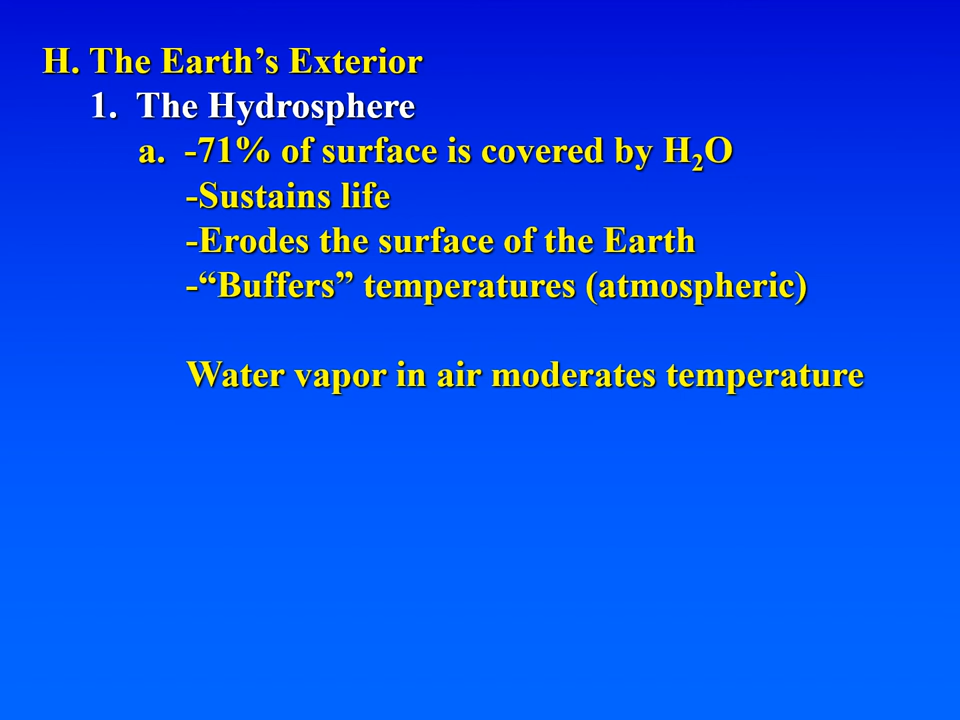 H. The Earth’s Exterior
1. The Hydrosphere
a. -71% of surface is covered by H₂O
-Sustains life
-Erodes the surface of the Earth
-“Buffers” temperatures (atmospheric)
Water vapor in air moderates temperature